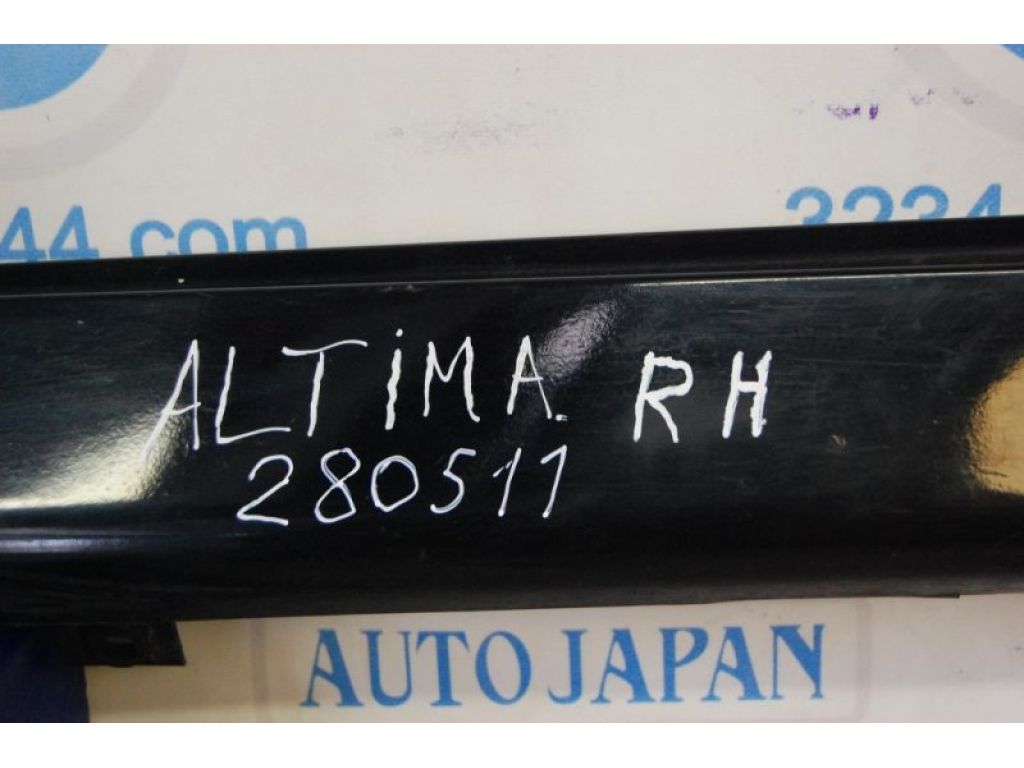 44.com
3234
ALTiMA. RH
280511
AUTO JAPAN